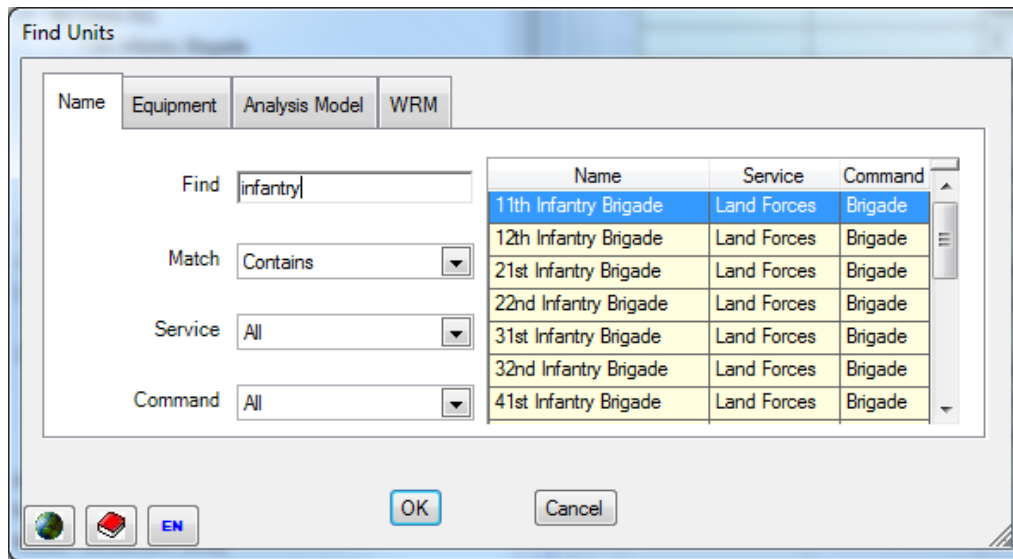 Find Units
Name Equipment Analysis Model WRM
Find infantry
Match Contains
Service All
Command All
Name Service Command
11th Infantry Brigade Land Forces Brigade
12th Infantry Brigade Land Forces Brigade
21st Infantry Brigade Land Forces Brigade
22nd Infantry Brigade Land Forces Brigade
31st Infantry Brigade Land Forces Brigade
32nd Infantry Brigade Land Forces Brigade
41st Infantry Brigade Land Forces Brigade
OK Cancel
EN